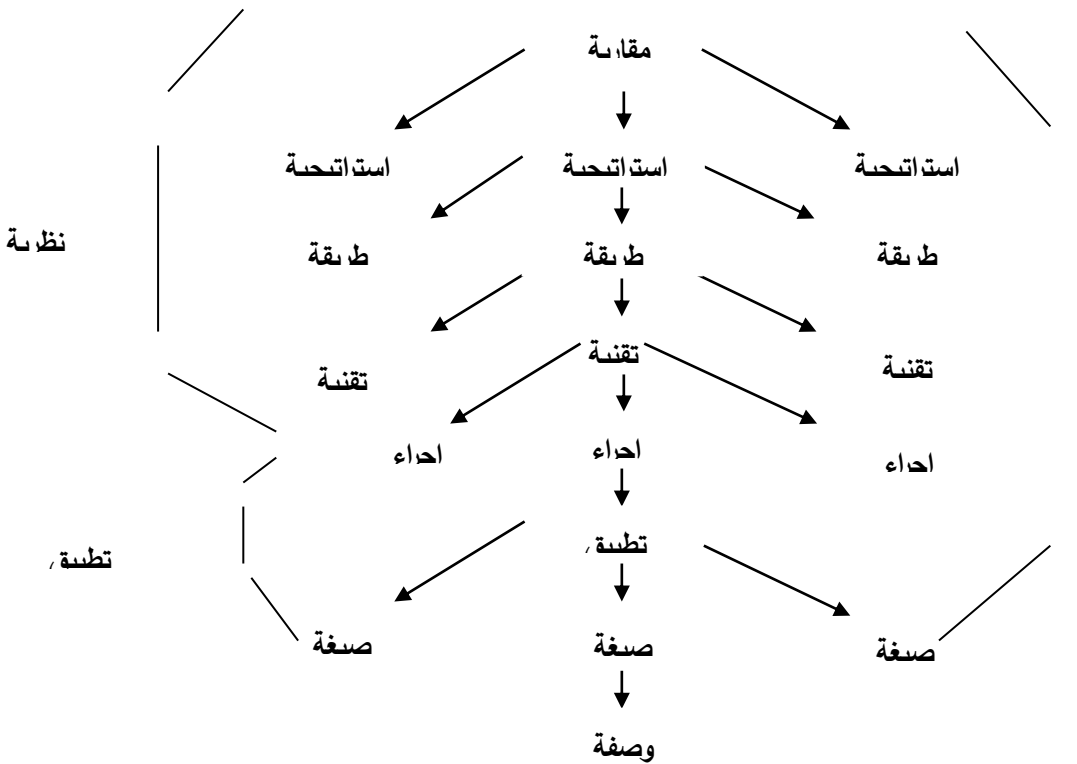 مقاربة
استراتيجية استراتيجية استراتيجية
نظرية
طريقة طريقة طريقة
تقنية
تقنية تقنية
اجراء اجراء اجراء
تطبيق
تطبيق
صيغة صيغة صيغة
وصفة